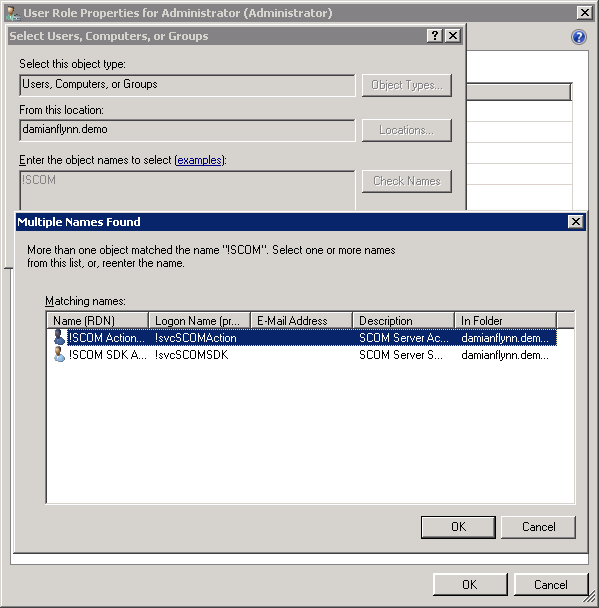 User Role Properties for Administrator (Administrator)
Select Users, Computers, or Groups
Select this object type:
Users, Computers, or Groups
Object Types...
From this location:
damianflynn.demo
Locations...
Enter the object names to select (examples):
!SCOM
Check Names
Multiple Names Found
More than one object matched the name "!SCOM". Select one or more names
from this list, or, reenter the name.
Matching names:
Name (RDN) Logon Name (pr... E-Mail Address Description In Folder
!SCOM Action... !svcSCOMAction SCOM Server Ac... damianflynn.dem...
!SCOM SDK A... !svcSCOMSDK SCOM Server S... damianflynn.dem...
OK Cancel
OK Cancel